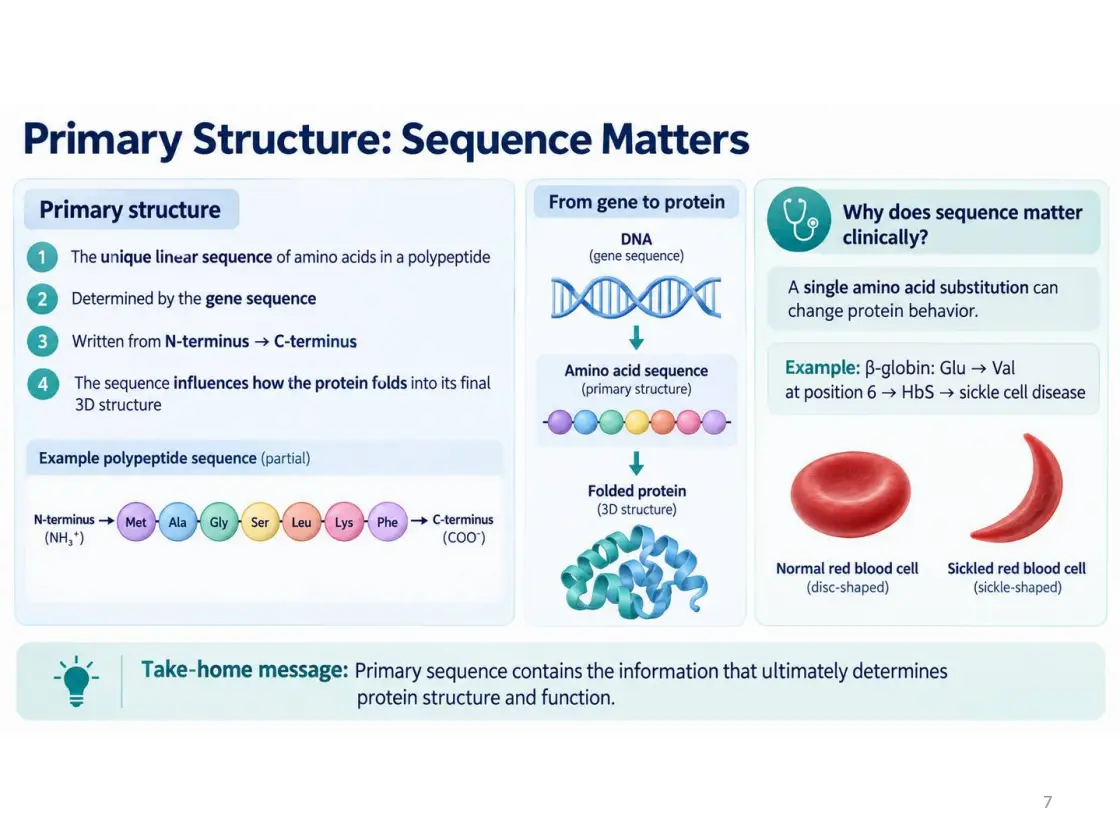 Primary Structure: Sequence Matters
Primary structure
1 The unique linear sequence of amino acids in a polypeptide
2 Determined by the gene sequence
3 Written from N-terminus → C-terminus
4 The sequence influences how the protein folds into its final
3D structure
Example polypeptide sequence (partial)
N-terminus → Met Ala Gly Ser Leu Lys Phe → C-terminus
(NH₃⁺) (COO⁻)
From gene to protein
DNA
(gene sequence)
Amino acid sequence
(primary structure)
Folded protein
(3D structure)
Why does sequence matter
clinically?
A single amino acid substitution can
change protein behavior.
Example: β-globin: Glu → Val
at position 6 → HbS → sickle cell disease
Normal red blood cell
(disc-shaped)
Sickled red blood cell
(sickle-shaped)
Take-home message: Primary sequence contains the information that ultimately determines
protein structure and function.
7